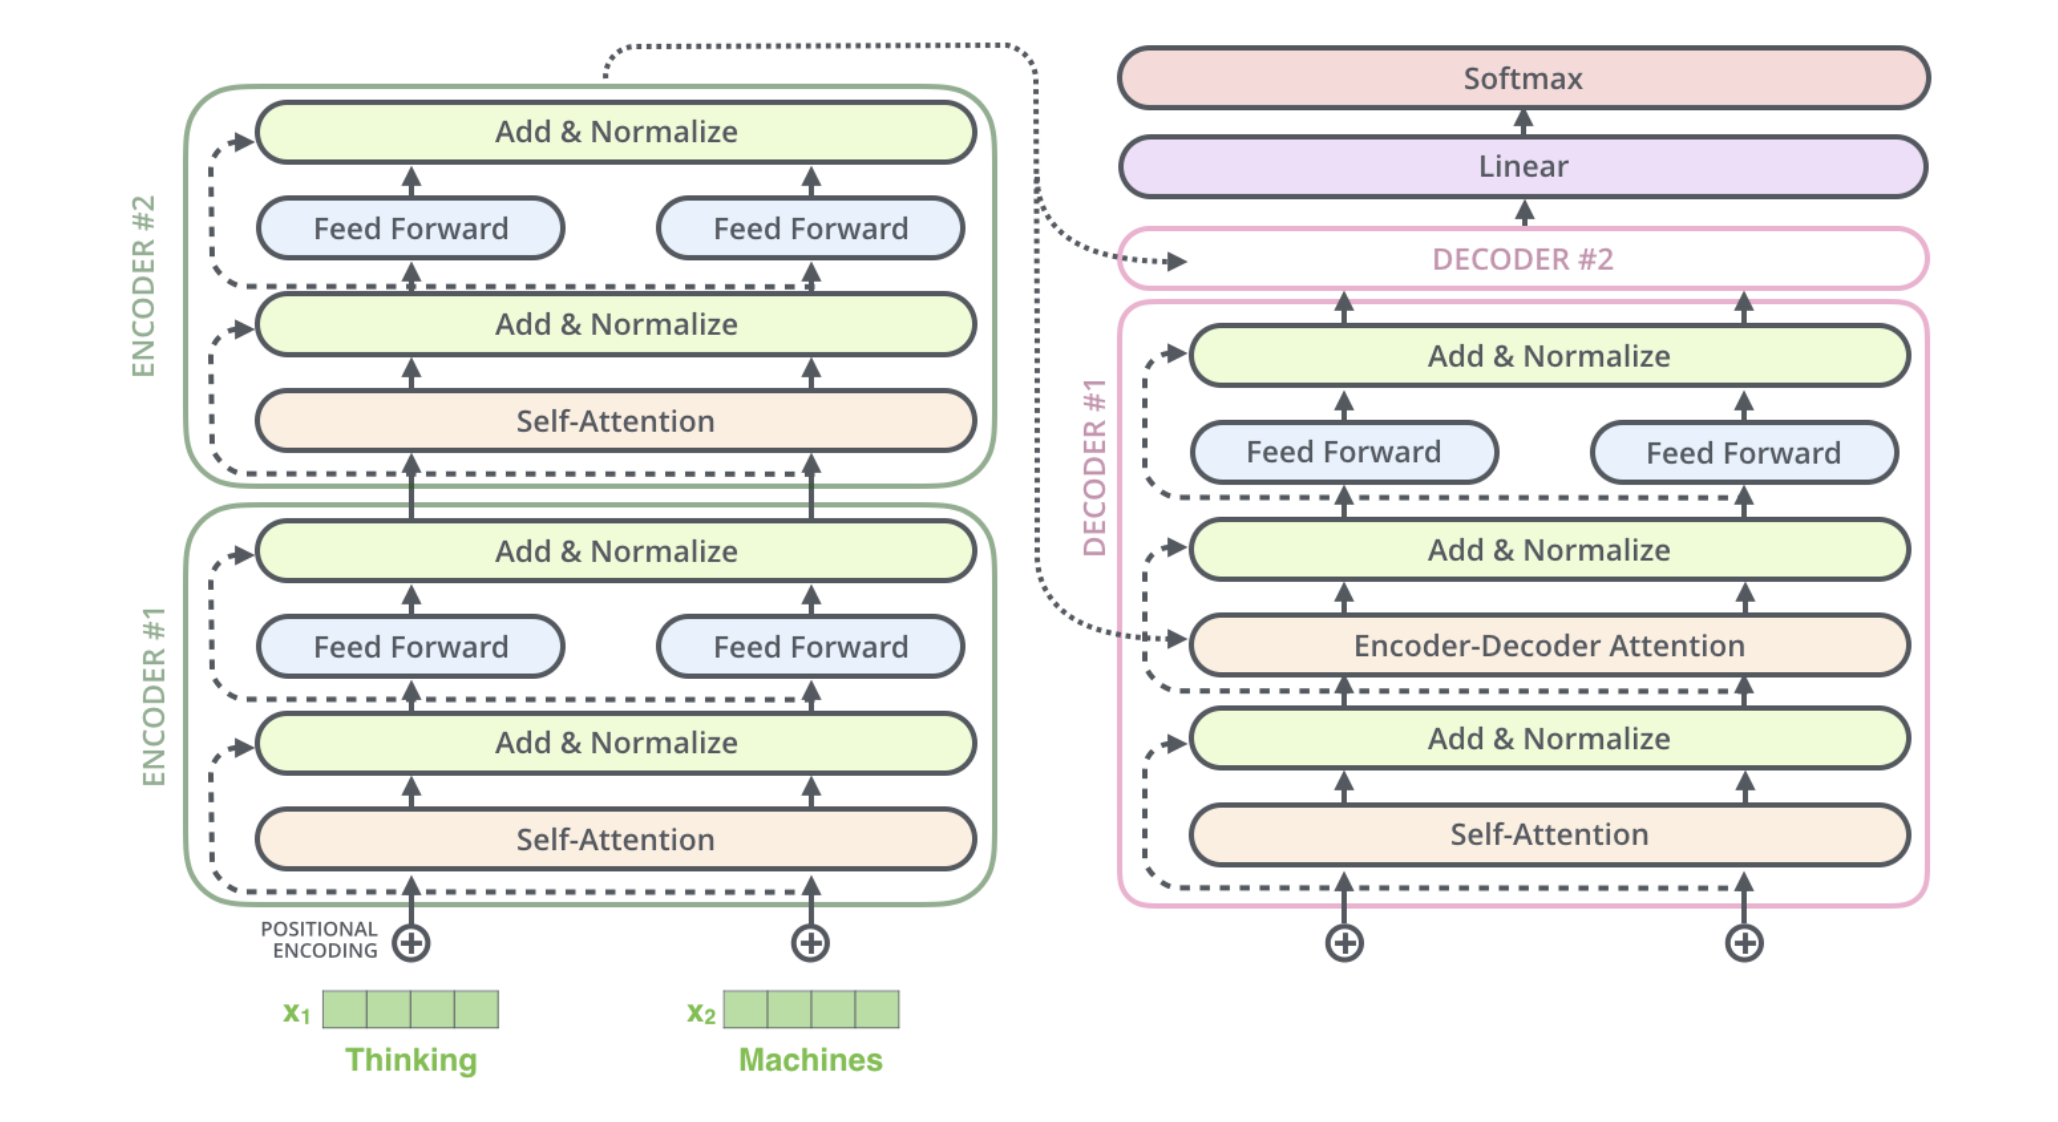 ENCODER #2
Add & Normalize
Feed Forward
Feed Forward
Add & Normalize
Self-Attention
ENCODER #1
Add & Normalize
Feed Forward
Feed Forward
Add & Normalize
Self-Attention
POSITIONAL
ENCODING
x₁
x₂
Thinking
Machines
Softmax
Linear
DECODER #2
DECODER #1
Add & Normalize
Feed Forward
Feed Forward
Add & Normalize
Encoder-Decoder Attention
Add & Normalize
Self-Attention